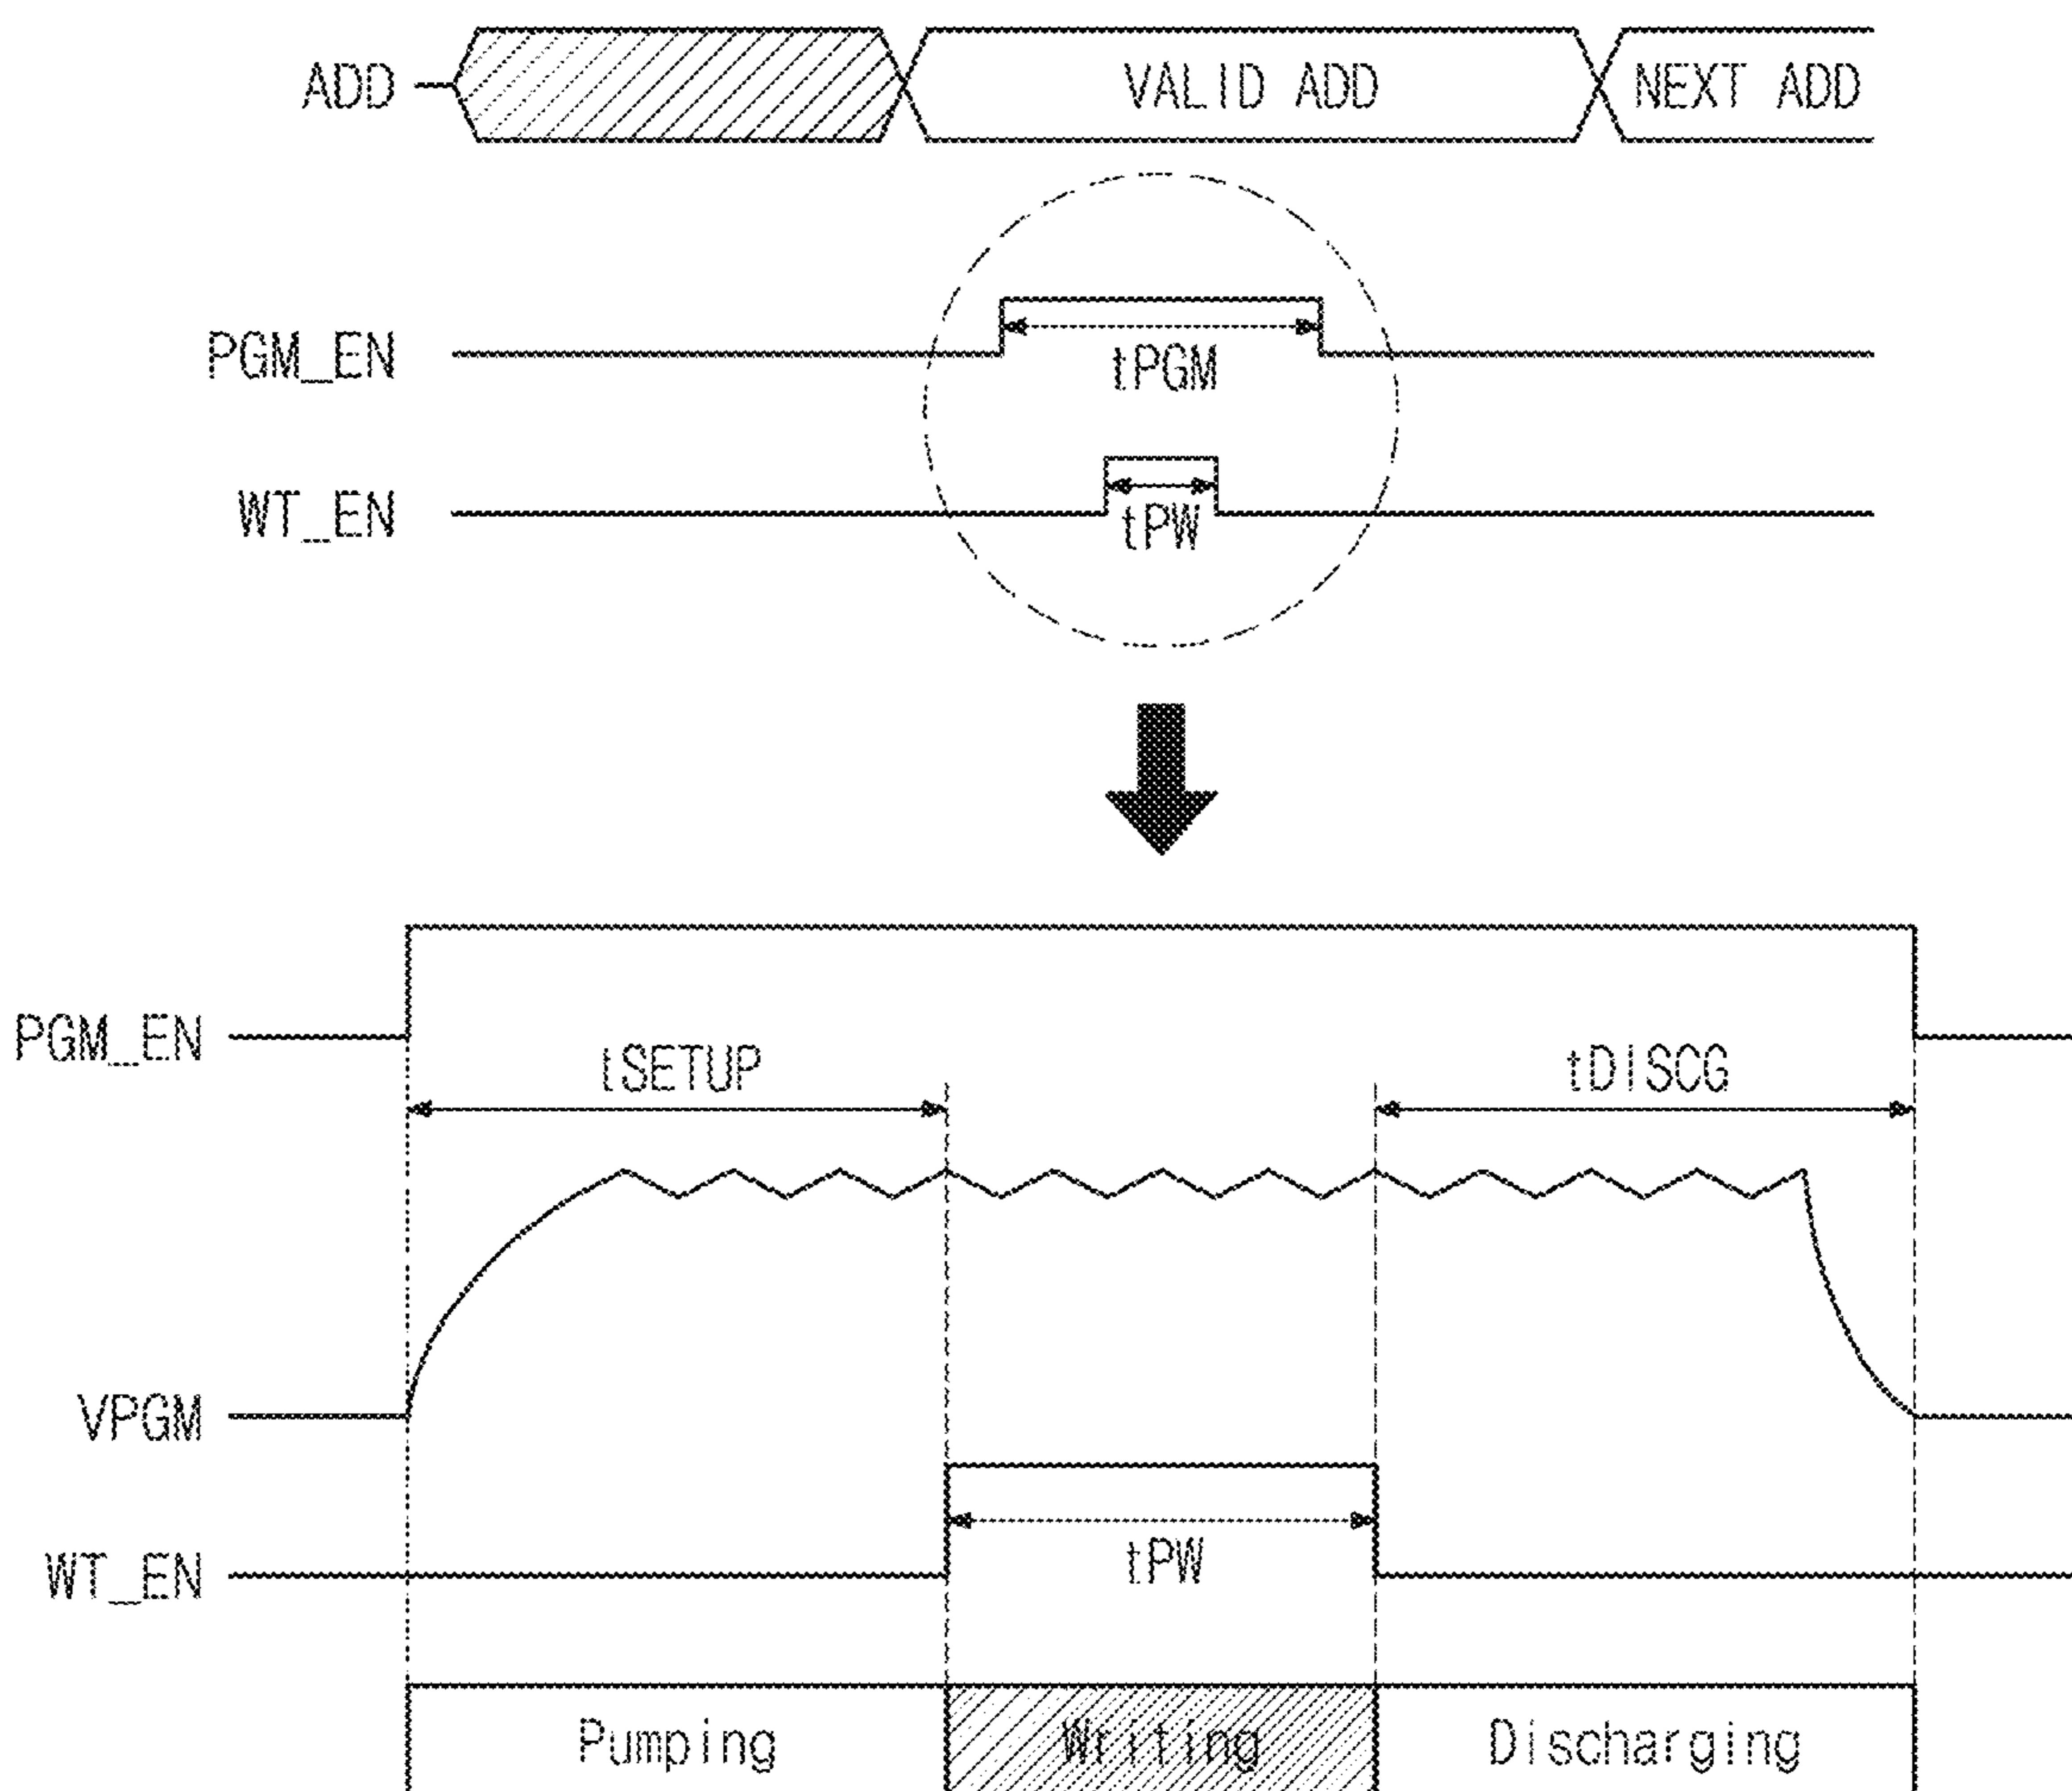 ADD VALID ADD NEXT ADD
PGM_EN
tPGM
WT_EN
tPW
PGM_EN
tSETUP tDISCG
VPGM
WT_EN
tPW
Pumping Writing Discharging